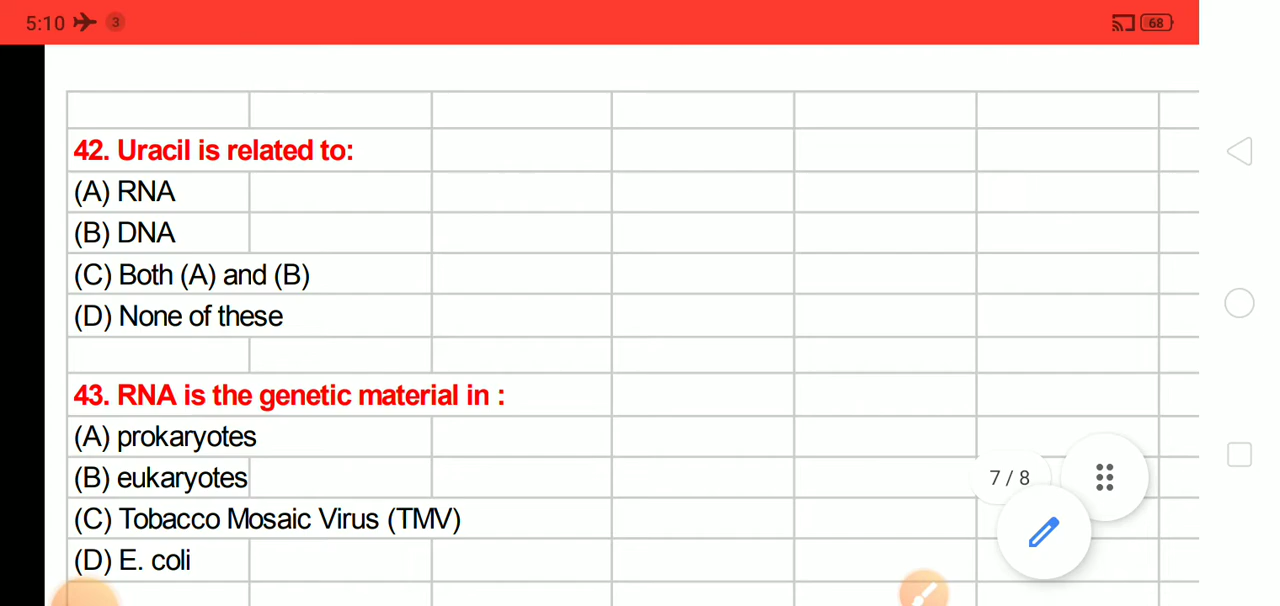 5:10 3 68
42. Uracil is related to:
(A) RNA
(B) DNA
(C) Both (A) and (B)
(D) None of these
43. RNA is the genetic material in :
(A) prokaryotes
(B) eukaryotes
7 / 8
(C) Tobacco Mosaic Virus (TMV)
(D) E. coli